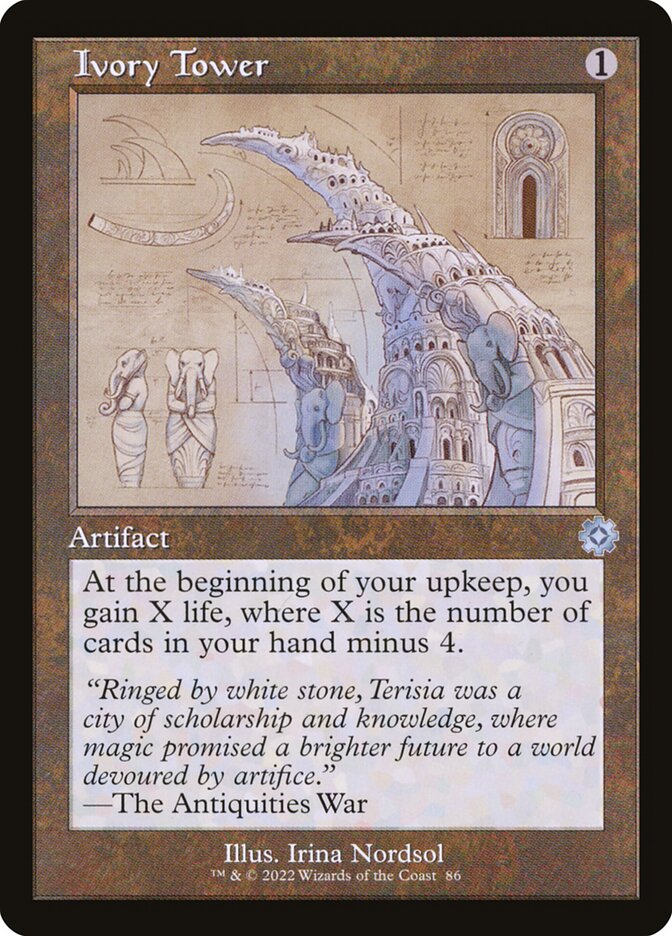 Ivory Tower
1
Artifact
At the beginning of your upkeep, you
gain X life, where X is the number of
cards in your hand minus 4.
“Ringed by white stone, Terisia was a
city of scholarship and knowledge, where
magic promised a brighter future to a world
devoured by artifice.”
—The Antiquities War
Illus. Irina Nordsol
™ & © 2022 Wizards of the Coast 86